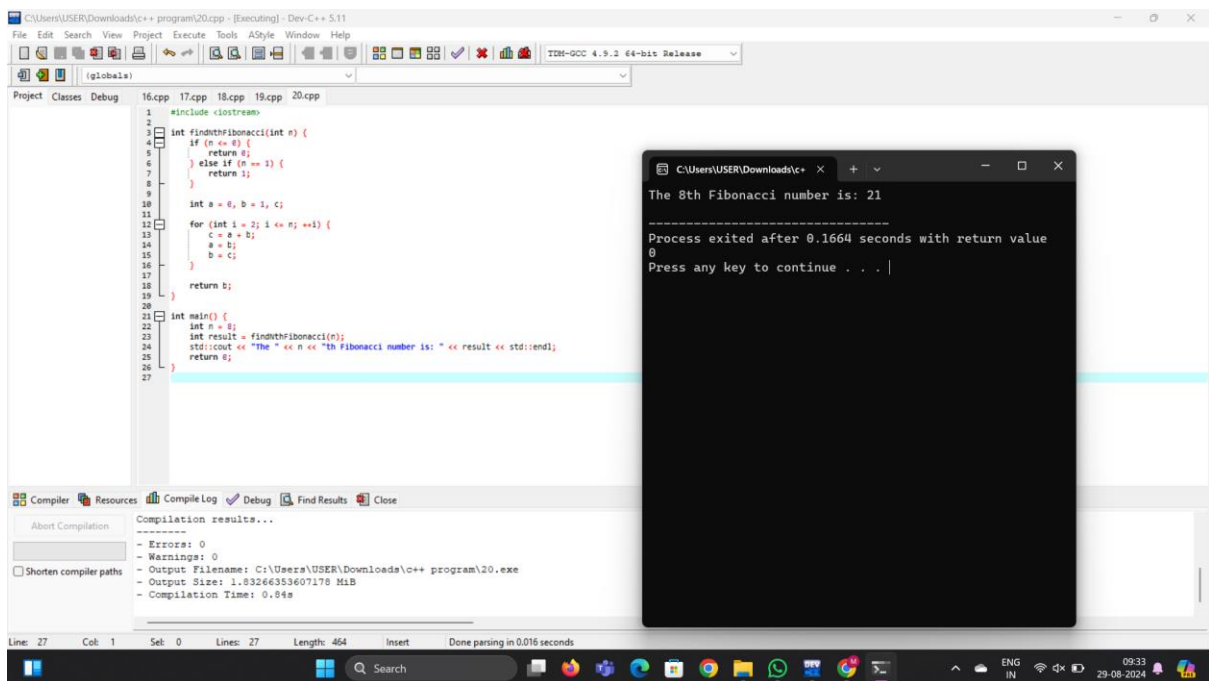 C:\Users\USER\Downloads\c++ program\20.cpp - [Executing] - Dev-C++ 5.11
File Edit Search View Project Execute Tools AStyle Window Help
TDM-GCC 4.9.2 64-bit Release
(globals)
Project Classes Debug 16.cpp 17.cpp 18.cpp 19.cpp 20.cpp
1 #include <iostream>
2
3 int findNthFibonacci(int n) {
4 if (n <= 0) {
5 return 0;
6 } else if (n == 1) {
7 return 1;
8 }
9
10 int a = 0, b = 1, c;
11
12 for (int i = 2; i <= n; ++i) {
13 c = a + b;
14 a = b;
15 b = c;
16 }
17
18 return b;
19 }
20
21 int main() {
22 int n = 8;
23 int result = findNthFibonacci(n);
24 std::cout << "The " << n << "th Fibonacci number is: " << result << std::endl;
25 return 0;
26 }
27
C:\Users\USER\Downloads\c+
The 8th Fibonacci number is: 21
--------------------------------
Process exited after 0.1664 seconds with return value
0
Press any key to continue . . .
Compiler Resources Compile Log Debug Find Results Close
Abort Compilation
Shorten compiler paths
Compilation results...
--------
- Errors: 0
- Warnings: 0
- Output Filename: C:\Users\USER\Downloads\c++ program\20.exe
- Output Size: 1.83266353607178 MiB
- Compilation Time: 0.84s
Line: 27 Col: 1 Sel: 0 Lines: 27 Length: 464 Insert Done parsing in 0.016 seconds
Search
DEV
ENG
IN
09:33
29-08-2024